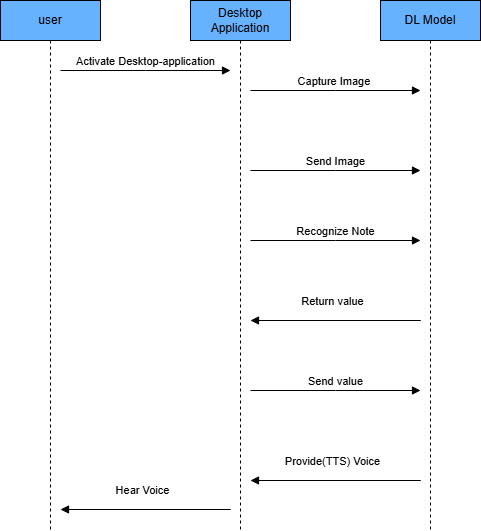 user
Desktop
Application
DL Model
Activate Desktop-application
Capture Image
Send Image
Recognize Note
Return value
Send value
Provide(TTS) Voice
Hear Voice